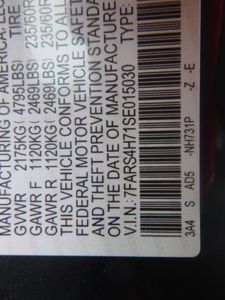 MANUFACTURING OF AMERICA
GVWR 2175KG( 4795LBS)
GAWR F 1120KG( 2469LBS) 235/60R
GAWR R 1120KG( 2469LBS) 235/60R
THIS VEHICLE CONFORMS TO ALL
FEDERAL MOTOR VEHICLE SAFETY
AND THEFT PREVENTION STANDARD
ON THE DATE OF MANUFACTURE
V.I.N.: 7FARS4H71SE015030
TYPE:
3A4 S AD5 -NH731P -Z -E